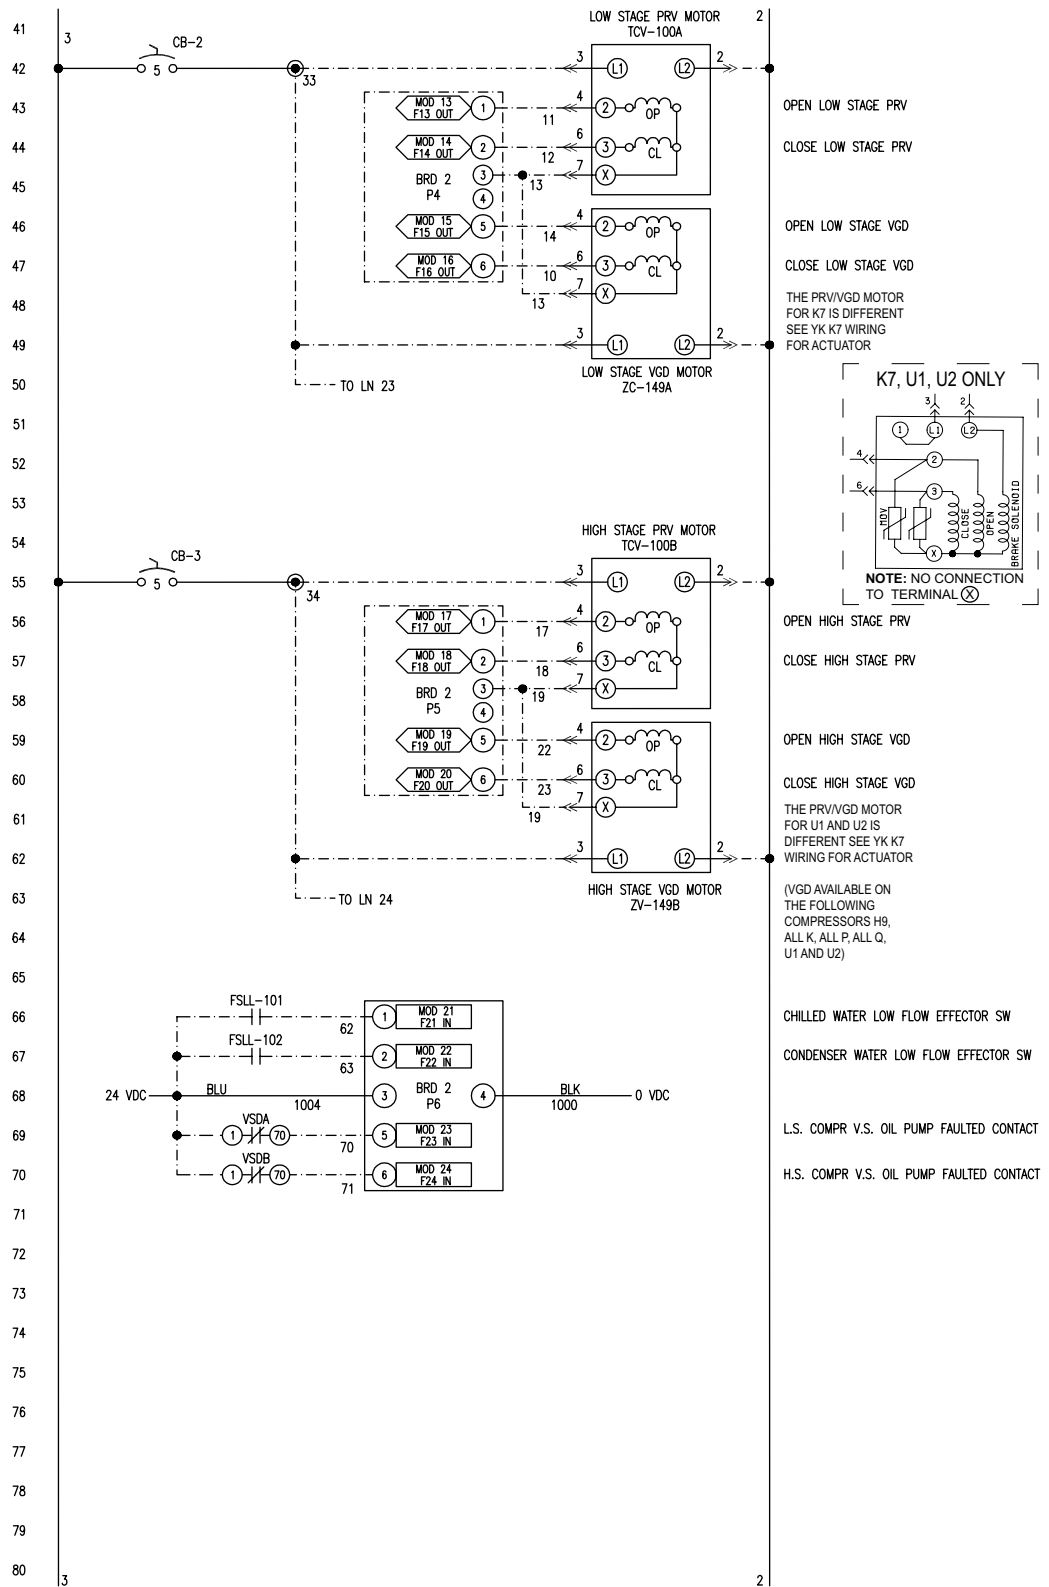 41
3
CB-2
LOW STAGE PRV MOTOR
TCV-100A
2
42
5
33
3
L1
L2
2
43
MOD 13
F13 OUT
1
11
4
2
OP
OPEN LOW STAGE PRV
44
MOD 14
F14 OUT
2
12
6
3
CL
CLOSE LOW STAGE PRV
45
BRD 2
P4
3
13
7
X
4
46
MOD 15
F15 OUT
5
14
4
2
OP
OPEN LOW STAGE VGD
47
MOD 16
F16 OUT
6
10
6
3
CL
CLOSE LOW STAGE VGD
48
13
7
X
THE PRV/VGD MOTOR
FOR K7 IS DIFFERENT
SEE YK K7 WIRING
FOR ACTUATOR
49
3
L1
L2
2
LOW STAGE VGD MOTOR
ZC-149A
50
TO LN 23
K7, U1, U2 ONLY
3
2
1
L1
L2
4
2
6
3
MOV
CLOSE
OPEN
BRAKE SOLENOID
X
NOTE: NO CONNECTION
TO TERMINAL X
51
52
53
54
CB-3
HIGH STAGE PRV MOTOR
TCV-100B
55
5
34
3
L1
L2
2
56
MOD 17
F17 OUT
1
17
4
2
OP
OPEN HIGH STAGE PRV
57
MOD 18
F18 OUT
2
18
6
3
CL
CLOSE HIGH STAGE PRV
58
BRD 2
P5
3
19
7
X
4
59
MOD 19
F19 OUT
5
22
4
2
OP
OPEN HIGH STAGE VGD
60
MOD 20
F20 OUT
6
23
6
3
CL
CLOSE HIGH STAGE VGD
61
19
7
X
THE PRV/VGD MOTOR
FOR U1 AND U2 IS
DIFFERENT SEE YK K7
WIRING FOR ACTUATOR
62
3
L1
L2
2
HIGH STAGE VGD MOTOR
ZV-149B
63
TO LN 24
(VGD AVAILABLE ON
THE FOLLOWING
COMPRESSORS H9,
ALL K, ALL P, ALL Q,
U1 AND U2)
64
65
66
FSLL-101
62
1
MOD 21
F21 IN
CHILLED WATER LOW FLOW EFFECTOR SW
67
FSLL-102
63
2
MOD 22
F22 IN
CONDENSER WATER LOW FLOW EFFECTOR SW
68
24 VDC
BLU
1004
3
BRD 2
P6
4
BLK
1000
0 VDC
69
VSDA
1
70
70
5
MOD 23
F23 IN
L.S. COMPR V.S. OIL PUMP FAULTED CONTACT
70
VSDB
1
70
71
6
MOD 24
F24 IN
H.S. COMPR V.S. OIL PUMP FAULTED CONTACT
71
72
73
74
75
76
77
78
79
80
3
2